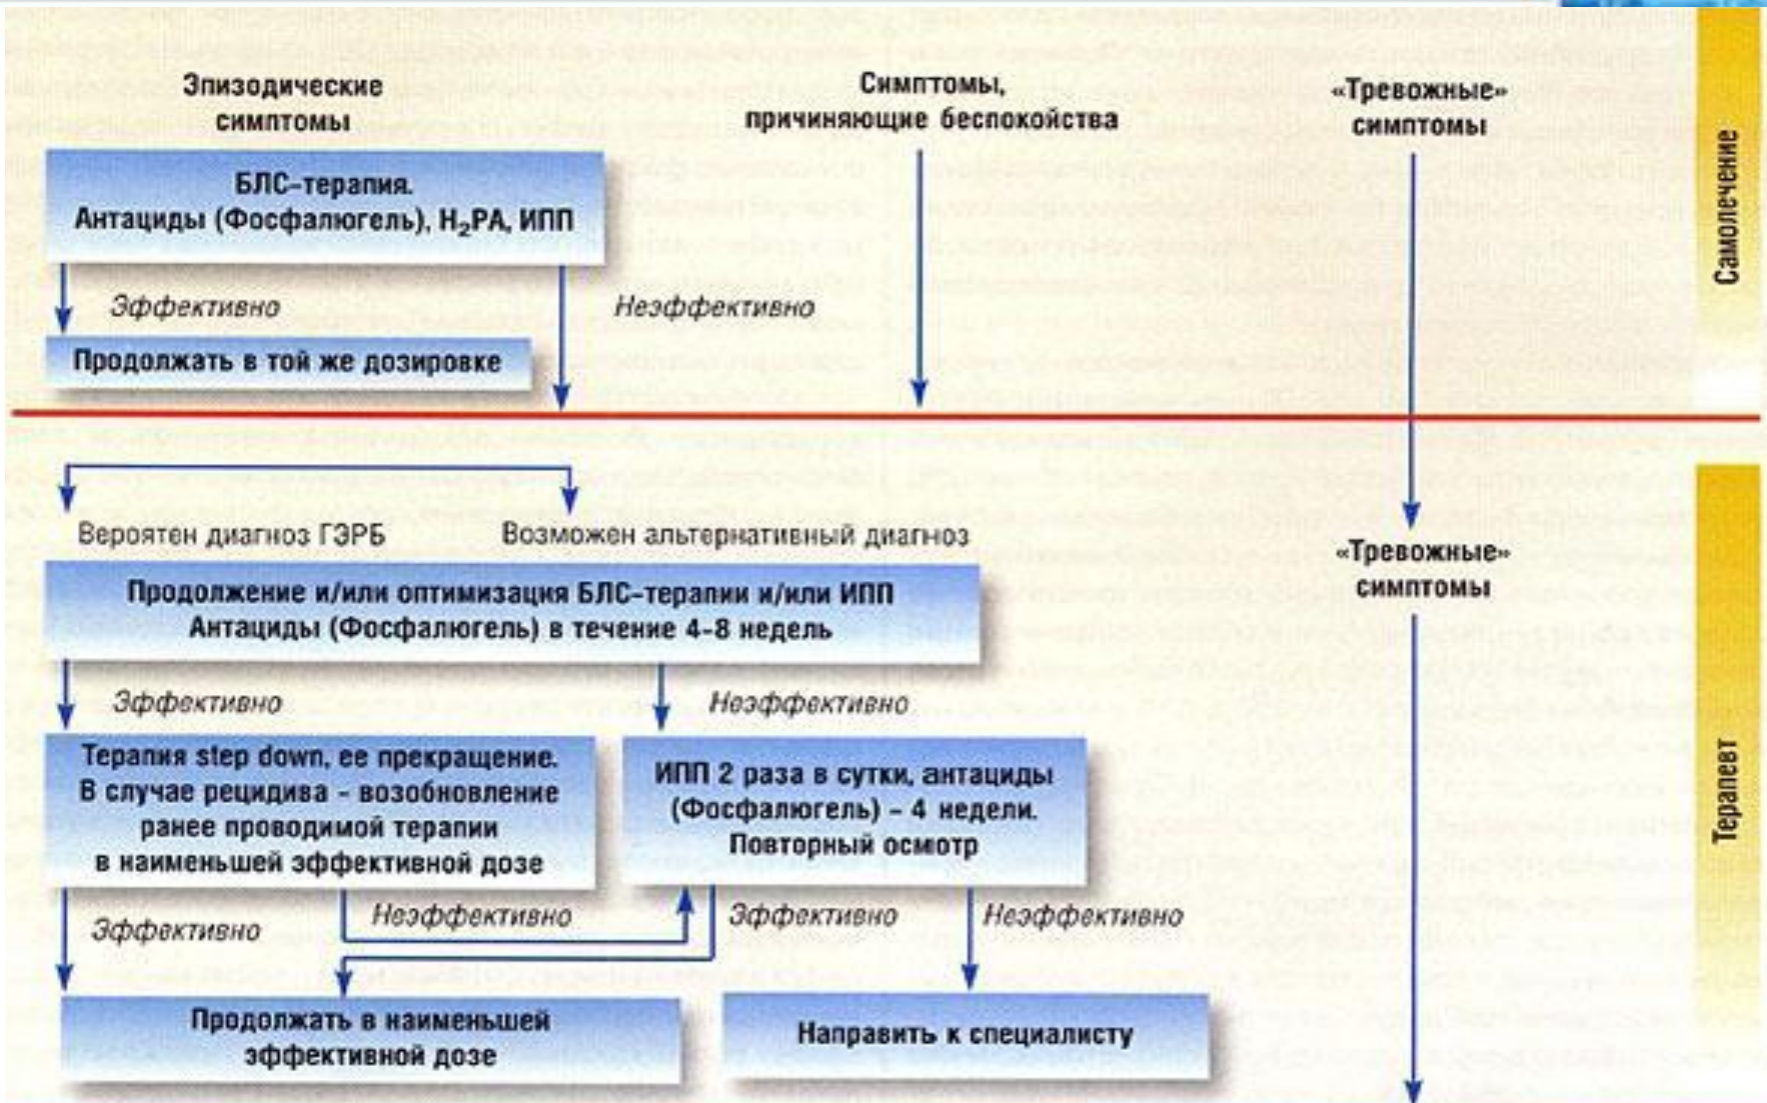 Эпизодические
симптомы
Симптомы,
причиняющие беспокойства
«Тревожные»
симптомы
Самолечение
БЛС-терапия.
Антациды (Фосфалюгель), H₂РА, ИПП
Эффективно
Неэффективно
Продолжать в той же дозировке
Вероятен диагноз ГЭРБ
Возможен альтернативный диагноз
«Тревожные»
симптомы
Продолжение и/или оптимизация БЛС-терапии и/или ИПП
Антациды (Фосфалюгель) в течение 4-8 недель
Эффективно
Неэффективно
Терапевт
Терапия step down, ее прекращение.
В случае рецидива - возобновление
ранее проводимой терапии
в наименьшей эффективной дозе
ИПП 2 раза в сутки, антациды
(Фосфалюгель) - 4 недели.
Повторный осмотр
Эффективно
Неэффективно
Эффективно
Неэффективно
Продолжать в наименьшей
эффективной дозе
Направить к специалисту